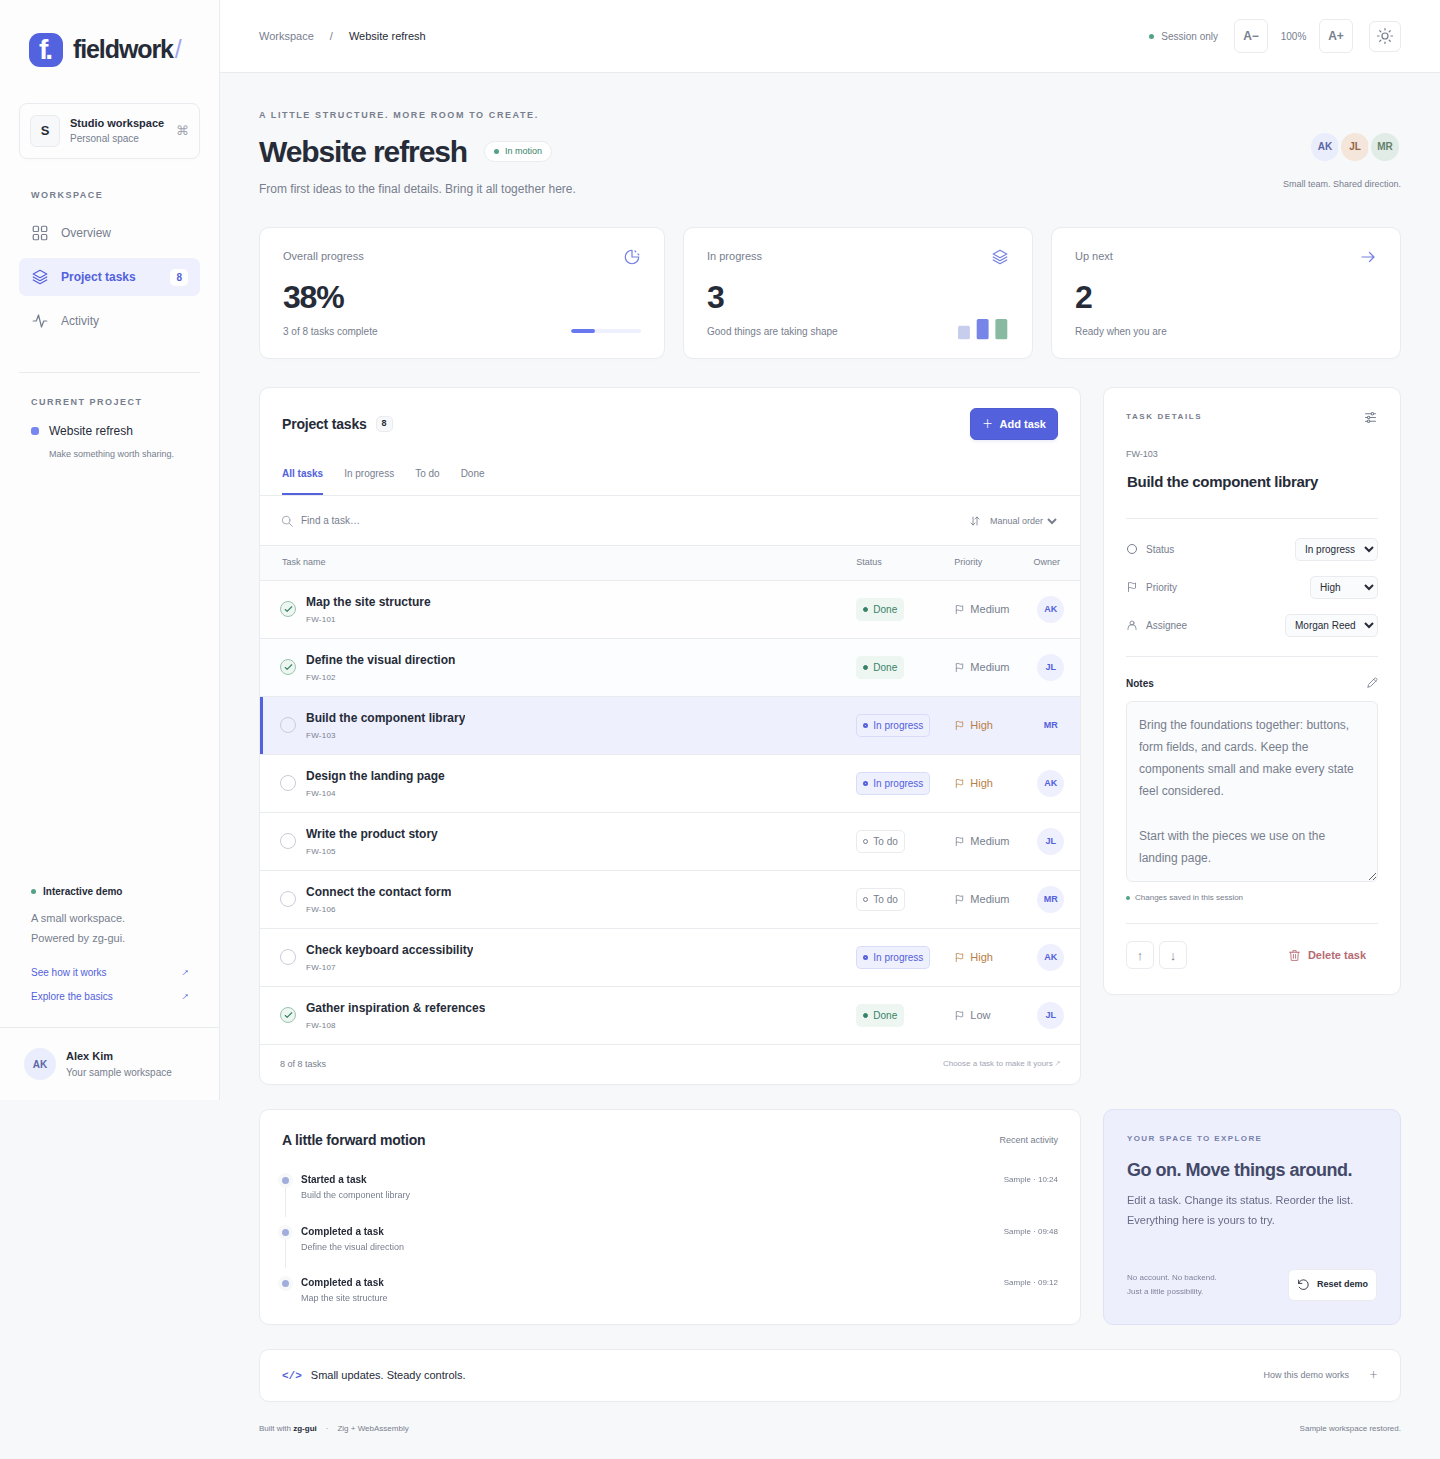 f.
fieldwork/
S
Studio workspace
Personal space
⌘
WORKSPACE
Overview
Project tasks
8
Activity
CURRENT PROJECT
Website refresh
Make something worth sharing.
Interactive demo
A small workspace.
Powered by zg-gui.
See how it works ↗
Explore the basics ↗
AK
Alex Kim
Your sample workspace
Workspace / Website refresh
Session only
A−
100%
A+
A LITTLE STRUCTURE. MORE ROOM TO CREATE.
Website refresh
In motion
From first ideas to the final details. Bring it all together here.
AK JL MR
Small team. Shared direction.
Overall progress
38%
3 of 8 tasks complete
In progress
3
Good things are taking shape
Up next
2
Ready when you are
Project tasks 8
+ Add task
All tasks In progress To do Done
Find a task…
Manual order
Task name Status Priority Owner
Map the site structure
FW-101
Done Medium AK
Define the visual direction
FW-102
Done Medium JL
Build the component library
FW-103
In progress High MR
Design the landing page
FW-104
In progress High AK
Write the product story
FW-105
To do Medium JL
Connect the contact form
FW-106
To do Medium MR
Check keyboard accessibility
FW-107
In progress High AK
Gather inspiration & references
FW-108
Done Low JL
8 of 8 tasks
Choose a task to make it yours ↗
TASK DETAILS
FW-103
Build the component library
Status In progress
Priority High
Assignee Morgan Reed
Notes
Bring the foundations together: buttons,
form fields, and cards. Keep the
components small and make every state
feel considered.
Start with the pieces we use on the
landing page.
Changes saved in this session
↑ ↓
Delete task
A little forward motion
Recent activity
Started a task
Sample · 10:24
Build the component library
Completed a task
Sample · 09:48
Define the visual direction
Completed a task
Sample · 09:12
Map the site structure
YOUR SPACE TO EXPLORE
Go on. Move things around.
Edit a task. Change its status. Reorder the list.
Everything here is yours to try.
No account. No backend.
Just a little possibility.
Reset demo
</> Small updates. Steady controls.
How this demo works +
Built with zg-gui · Zig + WebAssembly
Sample workspace restored.